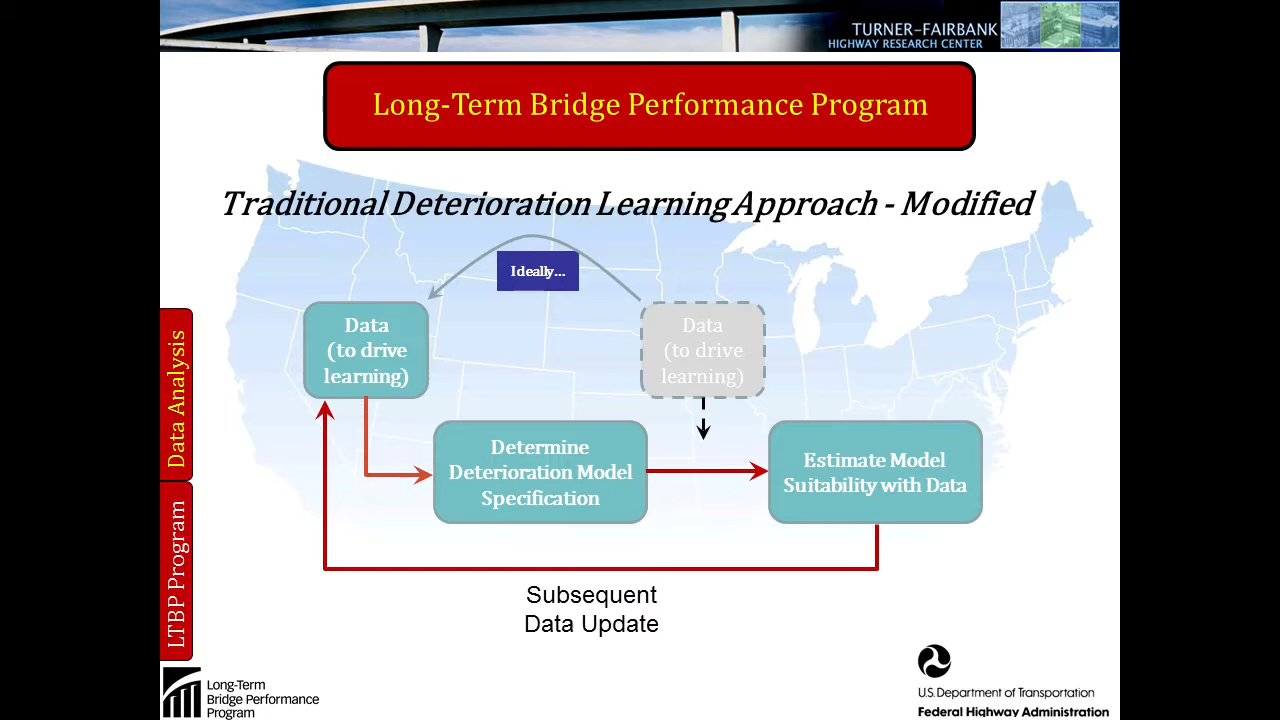 TURNER-FAIRBANK
HIGHWAY RESEARCH CENTER
Long-Term Bridge Performance Program
Traditional Deterioration Learning Approach - Modified
Ideally...
Data
(to drive
learning)
Data
(to drive
learning)
Determine
Deterioration Model
Specification
Estimate Model
Suitability with Data
Subsequent
Data Update
Data Analysis
LTBP Program
Long-Term
Bridge Performance
Program
U.S. Department of Transportation
Federal Highway Administration